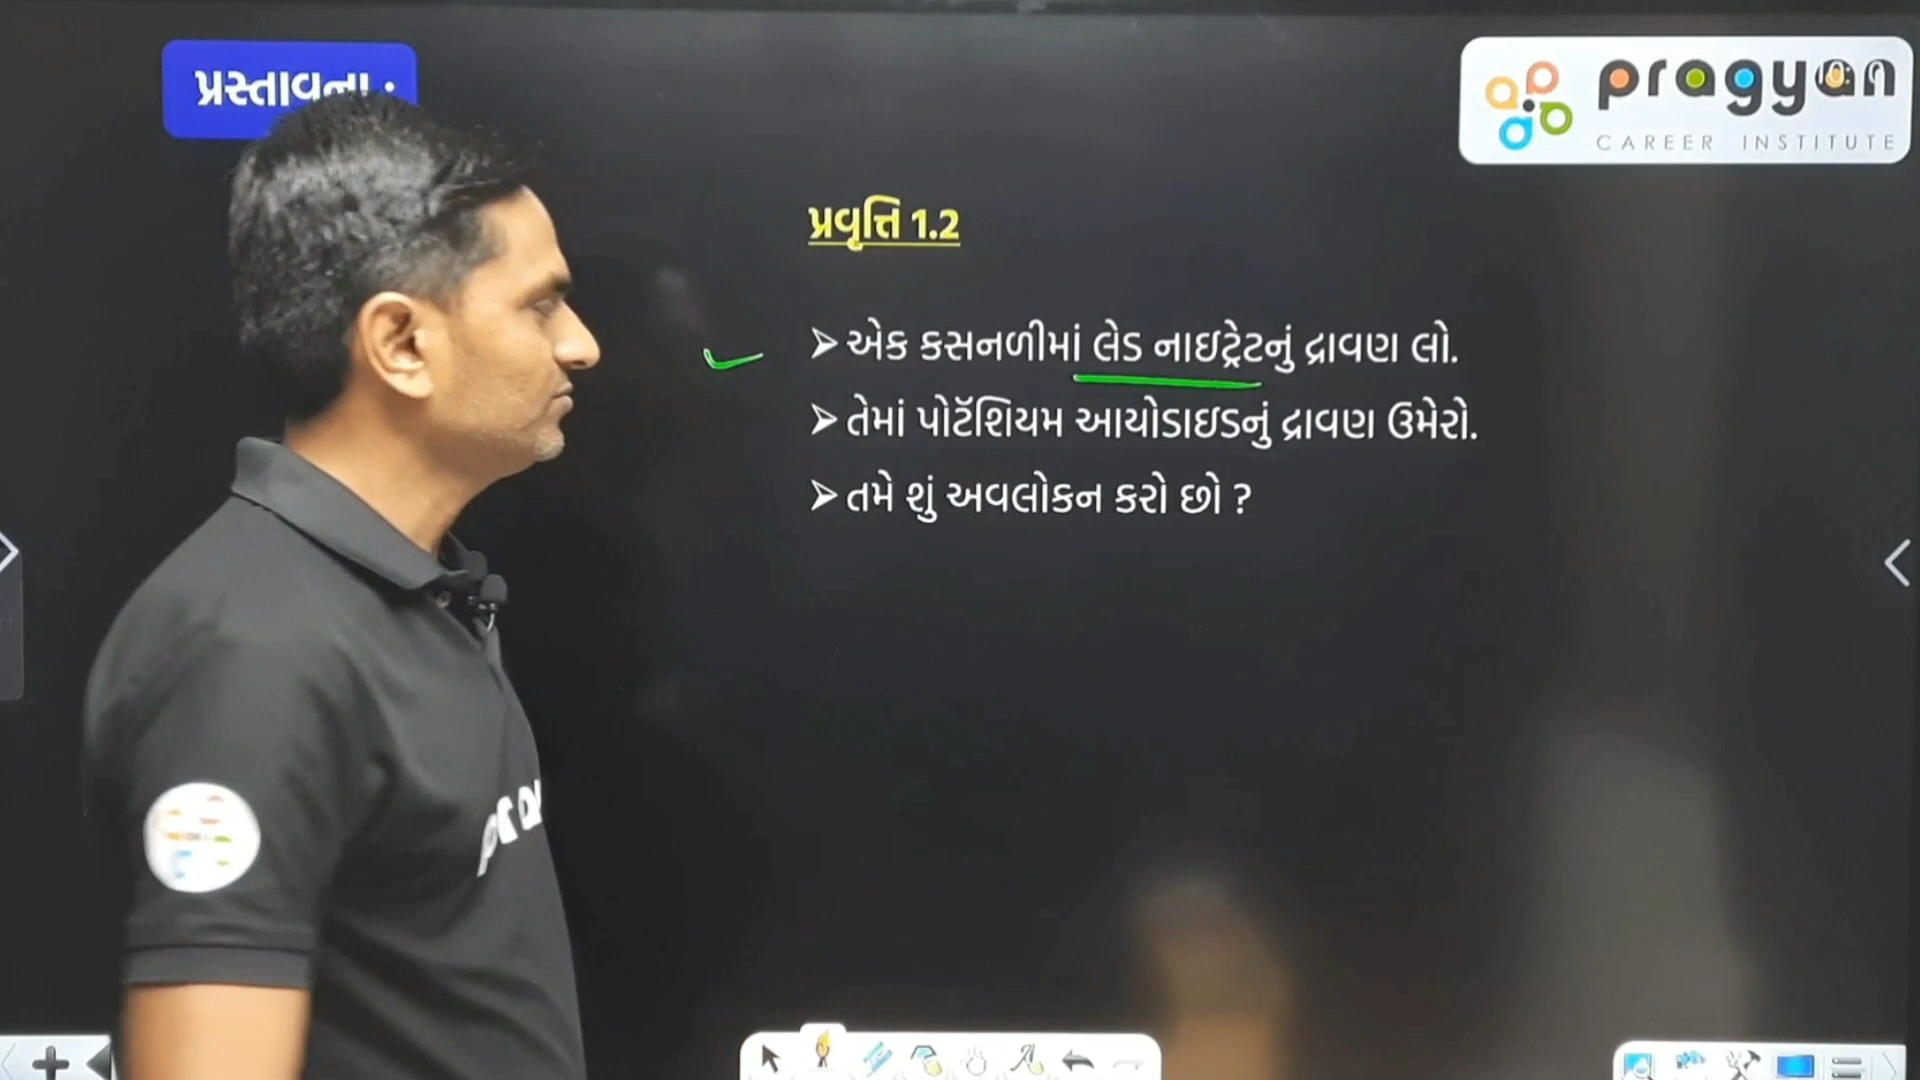 પ્રસ્તાવના :
pragyan
CAREER INSTITUTE
પ્રવૃત્તિ 1.2
➢ એક કસનળીમાં લેડ નાઇટ્રેટનું દ્રાવણ લો.
➢ તેમાં પોટૅશિયમ આયોડાઇડનું દ્રાવણ ઉમેરો.
➢ તમે શું અવલોકન કરો છો ?